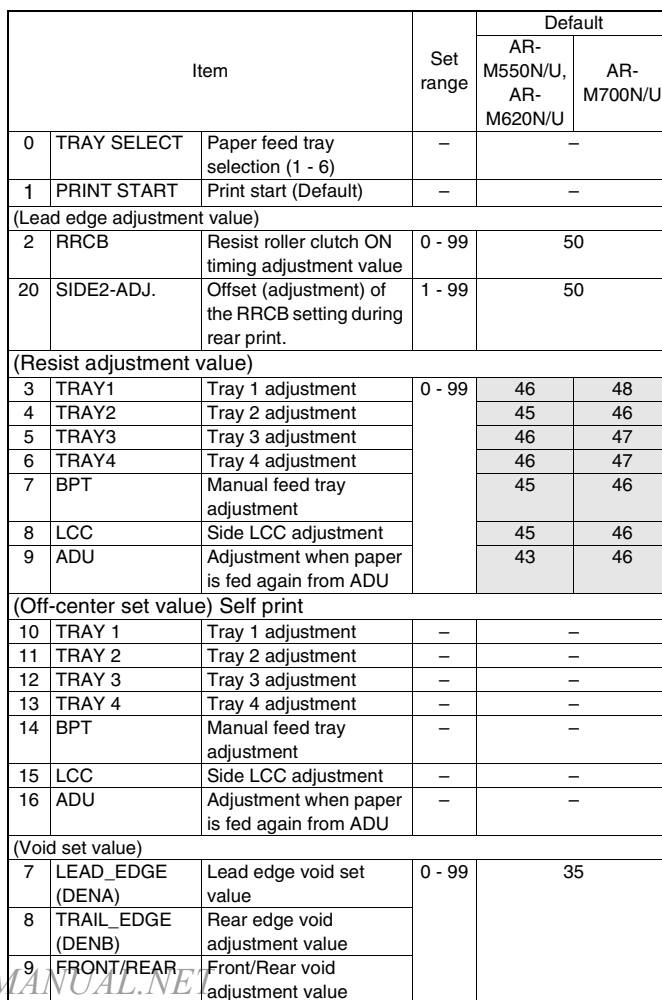 Item Set range Default
AR-M550N/U, AR-M620N/U AR-M700N/U
0 TRAY SELECT Paper feed tray selection (1 - 6) – –
1 PRINT START Print start (Default) – –
(Lead edge adjustment value)
2 RRCB Resist roller clutch ON timing adjustment value 0 - 99 50
20 SIDE2-ADJ. Offset (adjustment) of the RRCB setting during rear print. 1 - 99 50
(Resist adjustment value)
3 TRAY1 Tray 1 adjustment 0 - 99 46 48
4 TRAY2 Tray 2 adjustment 45 46
5 TRAY3 Tray 3 adjustment 46 47
6 TRAY4 Tray 4 adjustment 46 47
7 BPT Manual feed tray adjustment 45 46
8 LCC Side LCC adjustment 45 46
9 ADU Adjustment when paper is fed again from ADU 43 46
(Off-center set value) Self print
10 TRAY 1 Tray 1 adjustment – –
11 TRAY 2 Tray 2 adjustment – –
12 TRAY 3 Tray 3 adjustment – –
13 TRAY 4 Tray 4 adjustment – –
14 BPT Manual feed tray adjustment – –
15 LCC Side LCC adjustment – –
16 ADU Adjustment when paper is fed again from ADU – –
(Void set value)
7 LEAD_EDGE (DENA) Lead edge void set value 0 - 99 35
8 TRAIL_EDGE (DENB) Rear edge void adjustment value
9 FRONT/REAR Front/Rear void adjustment value
MANUAL.NET